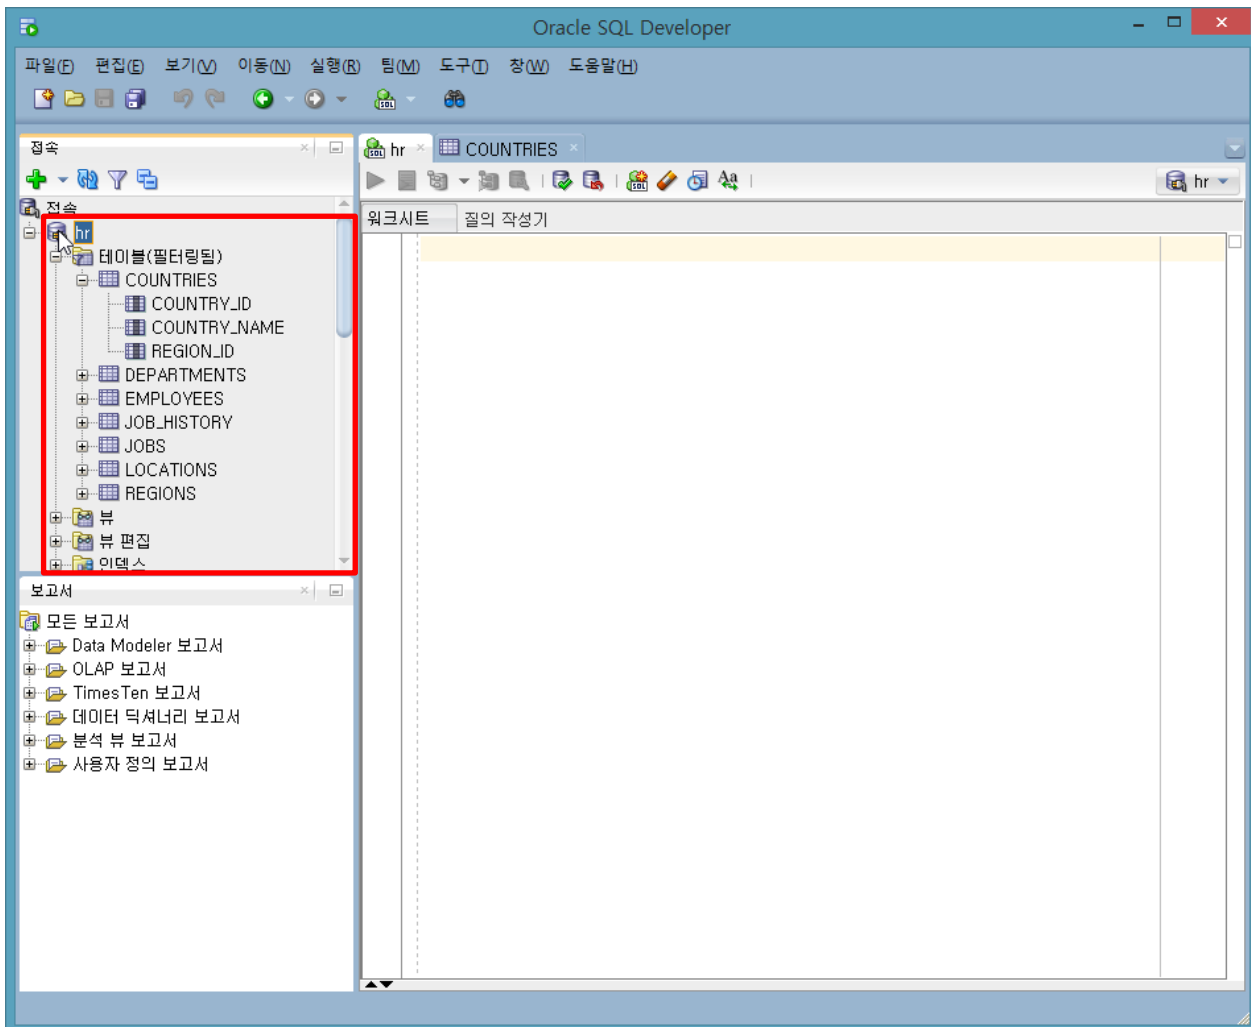 Oracle SQL Developer
파일(F) 편집(E) 보기(V) 이동(N) 실행(R) 팀(M) 도구(T) 창(W) 도움말(H)
접속
hr
COUNTRIES
hr
워크시트
질의 작성기
접속
hr
테이블(필터링됨)
COUNTRIES
COUNTRY_ID
COUNTRY_NAME
REGION_ID
DEPARTMENTS
EMPLOYEES
JOB_HISTORY
JOBS
LOCATIONS
REGIONS
뷰
뷰 편집
인덱스
보고서
모든 보고서
Data Modeler 보고서
OLAP 보고서
TimesTen 보고서
데이터 딕셔너리 보고서
분석 뷰 보고서
사용자 정의 보고서